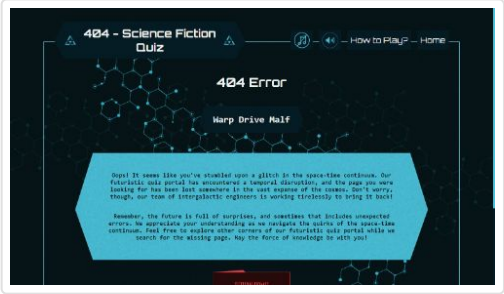 404 - Science Fiction
Quiz
How to Play?
Home
404 Error
Warp Drive Malf
Oops! It seems like you've stumbled upon a glitch in the space-time continuum. Our
futuristic quiz portal has encountered a temporal disruption, and the page you were
looking for has been lost somewhere in the vast expanse of the cosmos. Don't worry,
though, our team of intergalactic engineers is working tirelessly to bring it back!
Remember, the future is full of surprises, and sometimes that includes unexpected
errors. We appreciate your understanding as we navigate the quirks of the space-time
continuum. Feel free to explore other corners of our futuristic quiz portal while we
search for the missing page. May the force of knowledge be with you!